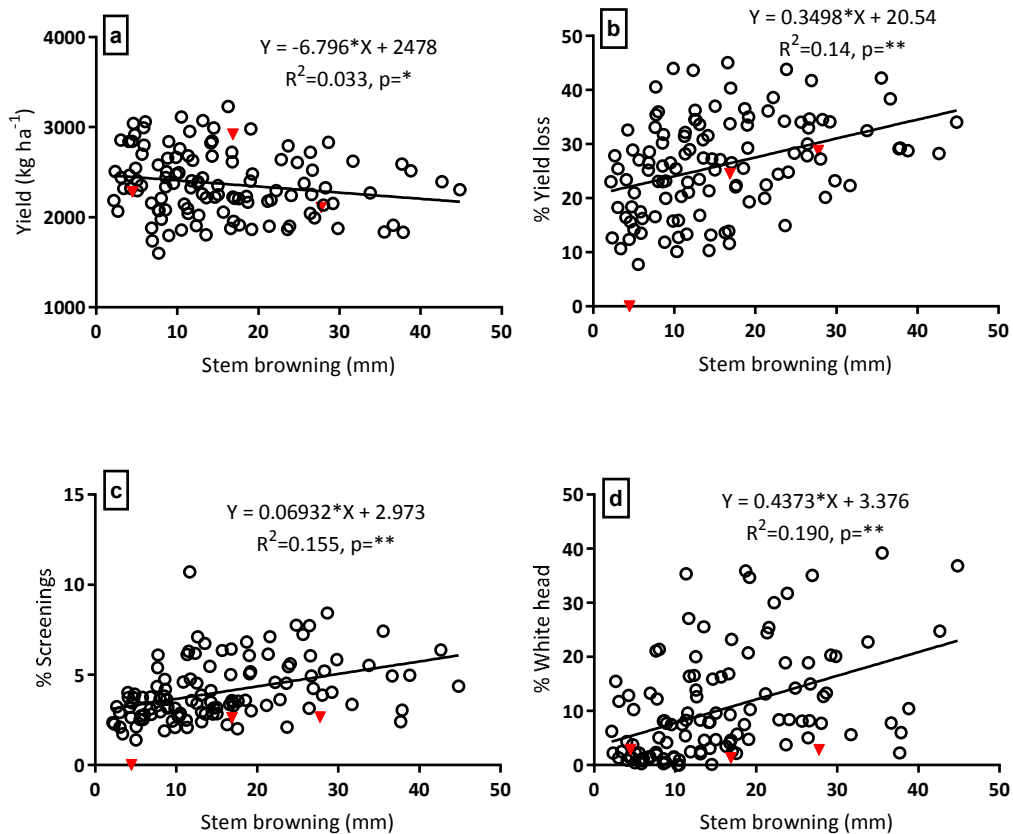 a
Y = -6.796*X + 2478
R²=0.033, p=*
4000
3000
2000
1000
Yield (kg ha⁻¹)
0 10 20 30 40 50
Stem browning (mm)
b
Y = 0.3498*X + 20.54
R²=0.14, p=**
50
40
30
20
10
0
% Yield loss
0 10 20 30 40 50
Stem browning (mm)
c
Y = 0.06932*X + 2.973
R²=0.155, p=**
15
10
5
0
% Screenings
0 10 20 30 40 50
Stem browning (mm)
d
Y = 0.4373*X + 3.376
R²=0.190, p=**
50
40
30
20
10
0
% White head
0 10 20 30 40 50
Stem browning (mm)